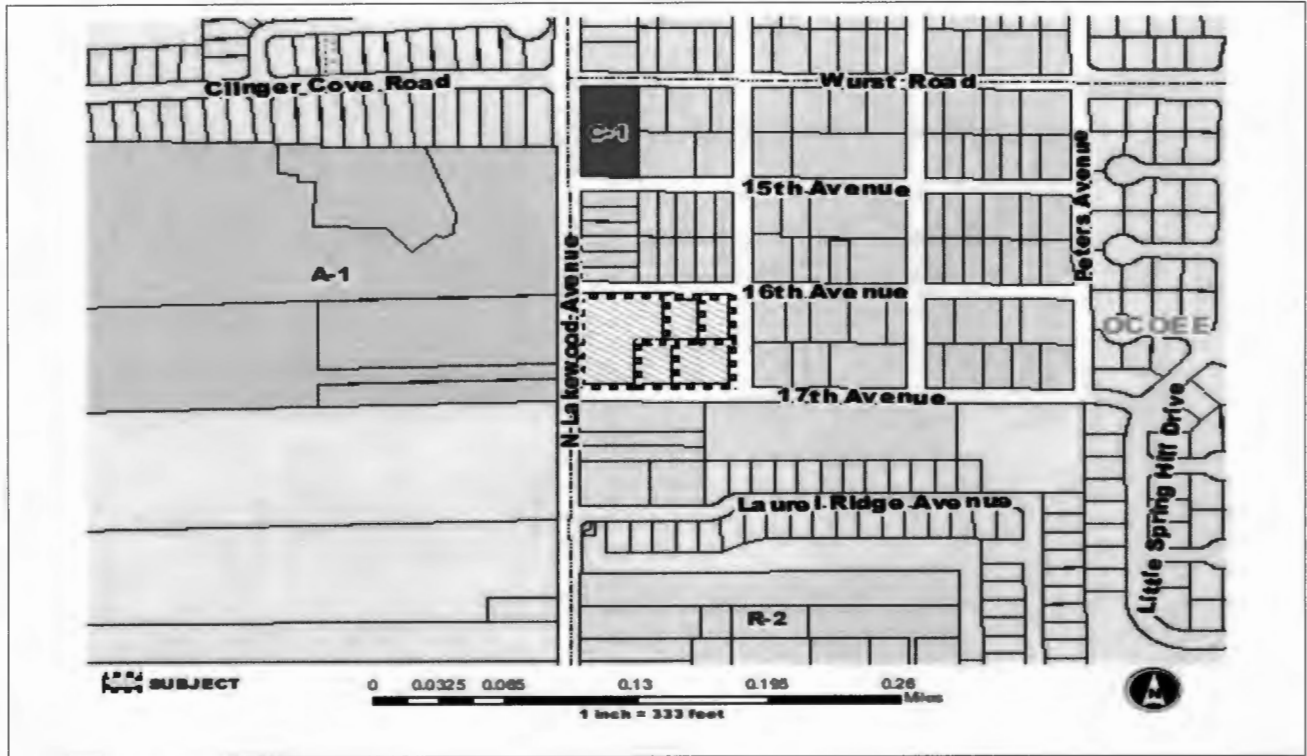 Clinger Cove Road
Wurst Road
C-1
15th Avenue
Peters Avenue
A-1
N Lakewood Avenue
16th Avenue
OCOEE
17th Avenue
Little Spring Hill Drive
Laurel Ridge Avenue
R-2
SUBJECT
0 0.0325 0.065 0.13 0.195 0.26
Miles
1 inch = 333 feet
N